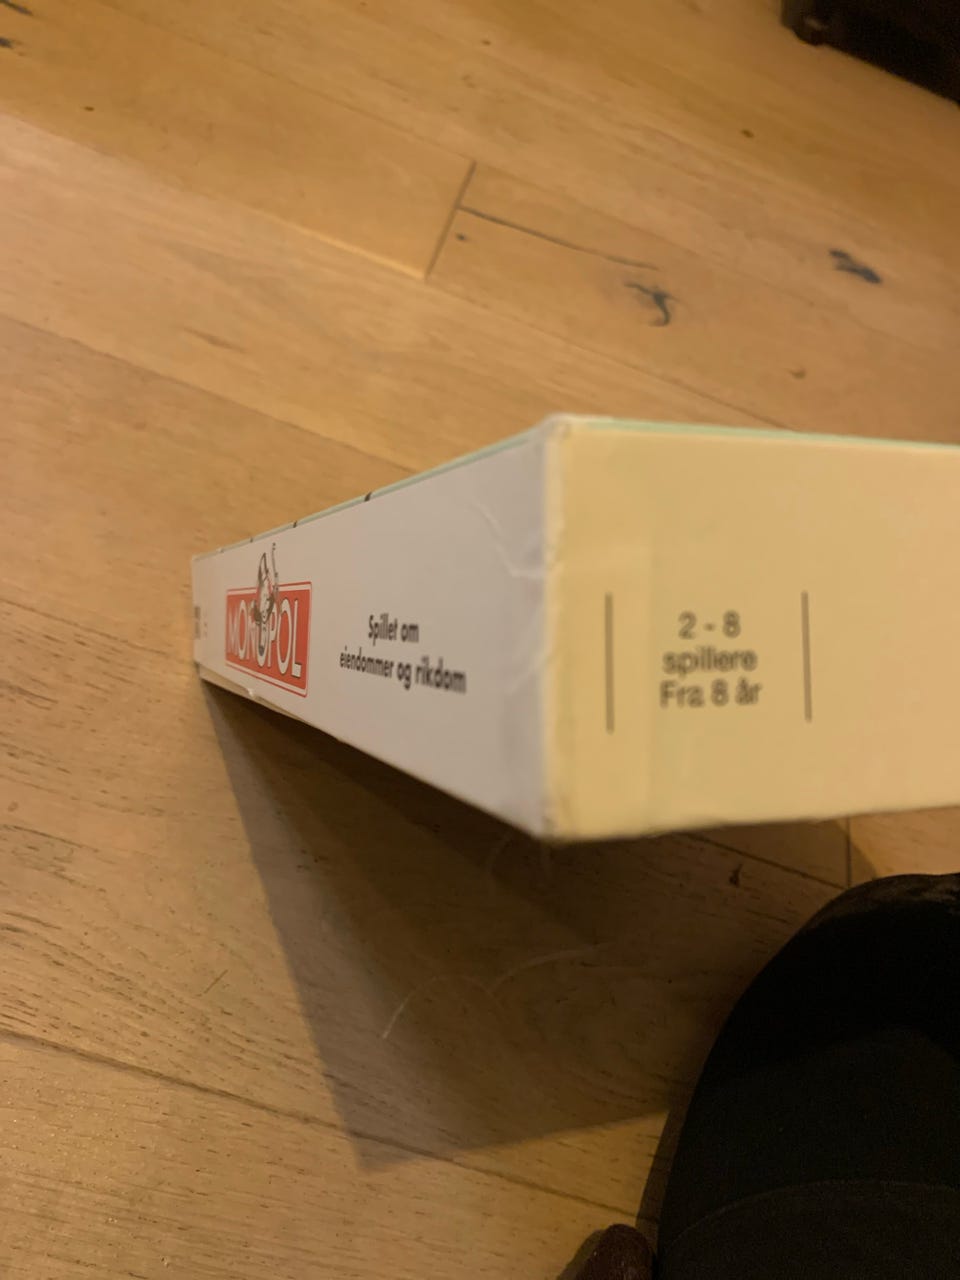 MONOPOL
Spillet om
eiendommer og rikdom
2 - 8
spillere
Fra 8 år